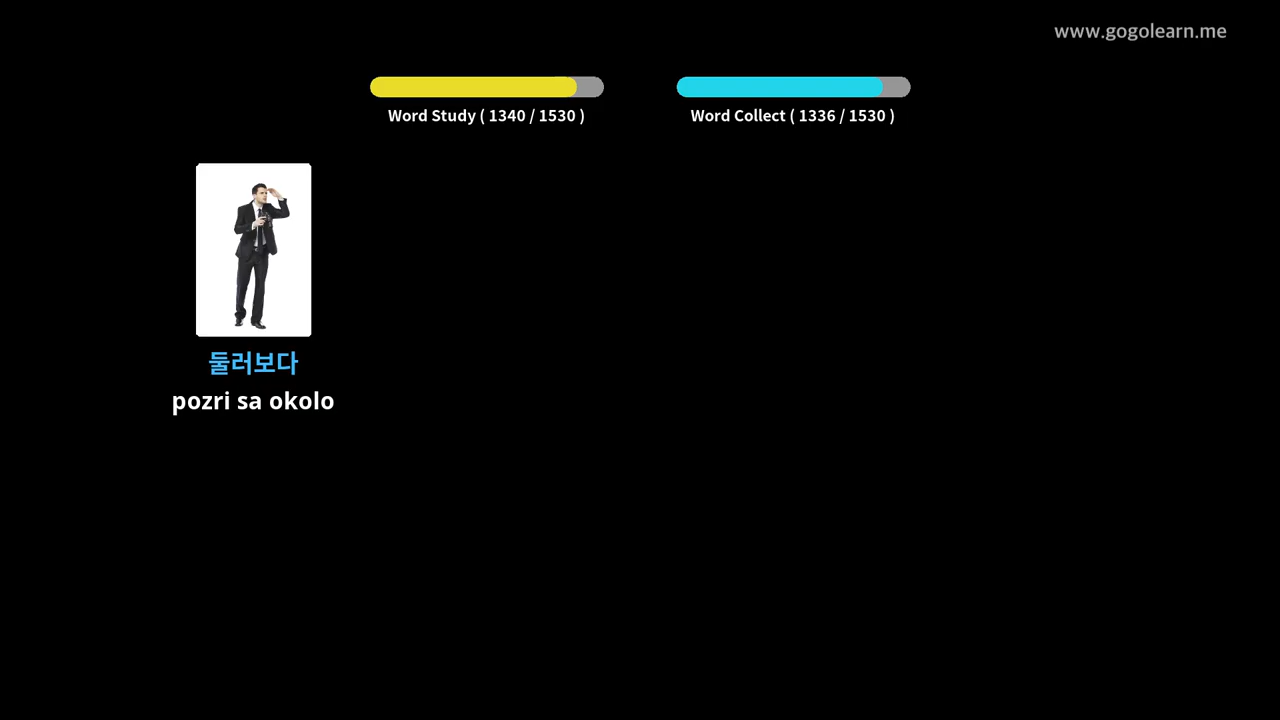 www.gogolearn.me
Word Study ( 1340 / 1530 )
Word Collect ( 1336 / 1530 )
둘러보다
pozri sa okolo